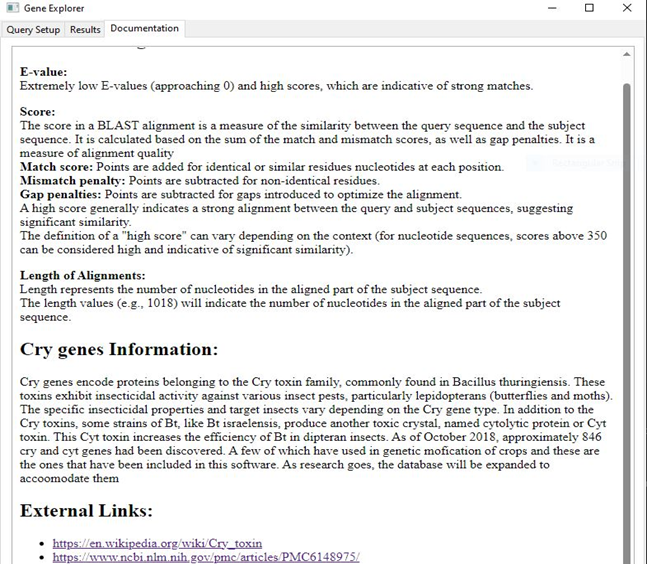 Gene Explorer
Query Setup Results Documentation
E-value:
Extremely low E-values (approaching 0) and high scores, which are indicative of strong matches.
Score:
The score in a BLAST alignment is a measure of the similarity between the query sequence and the subject
sequence. It is calculated based on the sum of the match and mismatch scores, as well as gap penalties. It is a
measure of alignment quality
Match score: Points are added for identical or similar residues nucleotides at each position.
Mismatch penalty: Points are subtracted for non-identical residues.
Gap penalties: Points are subtracted for gaps introduced to optimize the alignment.
A high score generally indicates a strong alignment between the query and subject sequences, suggesting
significant similarity.
The definition of a "high score" can vary depending on the context (for nucleotide sequences, scores above 350
can be considered high and indicative of significant similarity).
Length of Alignments:
Length represents the number of nucleotides in the aligned part of the subject sequence.
The length values (e.g., 1018) will indicate the number of nucleotides in the aligned part of the subject
sequence.
Cry genes Information:
Cry genes encode proteins belonging to the Cry toxin family, commonly found in Bacillus thuringiensis. These
toxins exhibit insecticidal activity against various insect pests, particularly lepidopterans (butterflies and moths).
The specific insecticidal properties and target insects vary depending on the Cry gene type. In addition to the
Cry toxins, some strains of Bt, like Bt israelensis, produce another toxic crystal, named cytolytic protein or Cyt
toxin. This Cyt toxin increases the efficiency of Bt in dipteran insects. As of October 2018, approximately 846
cry and cyt genes had been discovered. A few of which have used in genetic mofication of crops and these are
the ones that have been included in this software. As research goes, the database will be expanded to
accoomodate them
External Links:
https://en.wikipedia.org/wiki/Cry_toxin
https://www.ncbi.nlm.nih.gov/pmc/articles/PMC6148975/